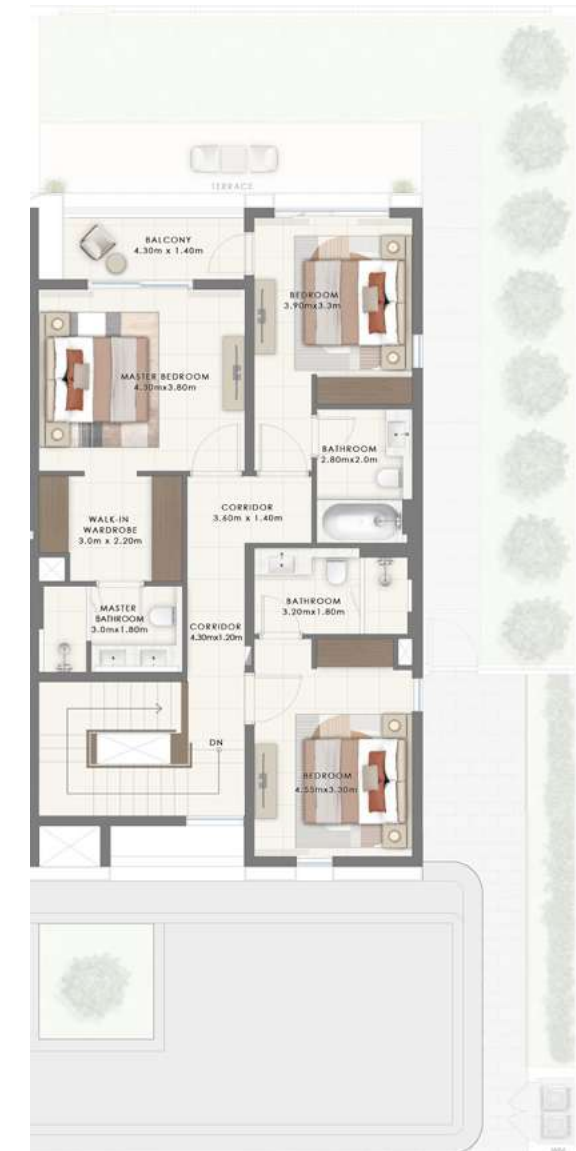 TERRACE
BALCONY
4.30m x 1.40m
BEDROOM
3.90mx3.3m
MASTER BEDROOM
4.30mx3.80m
BATHROOM
2.80mx2.0m
WALK-IN
WARDROBE
3.0m x 2.20m
CORRIDOR
3.60m x 1.40m
MASTER
BATHROOM
3.0mx1.80m
BATHROOM
3.20mx1.80m
CORRIDOR
4.30mx1.20m
DN
BEDROOM
4.55mx3.30m